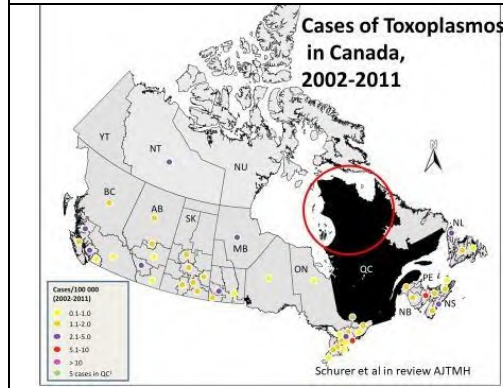 Cases of Toxoplasmos
in Canada,
2002-2011
YT
NT
NU
BC
AB
SK
MB
ON
QC
NL
PE
NB
NS
Cases/100 000
(2002-2011)
0.1-1.0
1.1-2.0
2.1-5.0
5.1-10
> 10
5 cases in QC¹
Schurer et al in review AJTMH